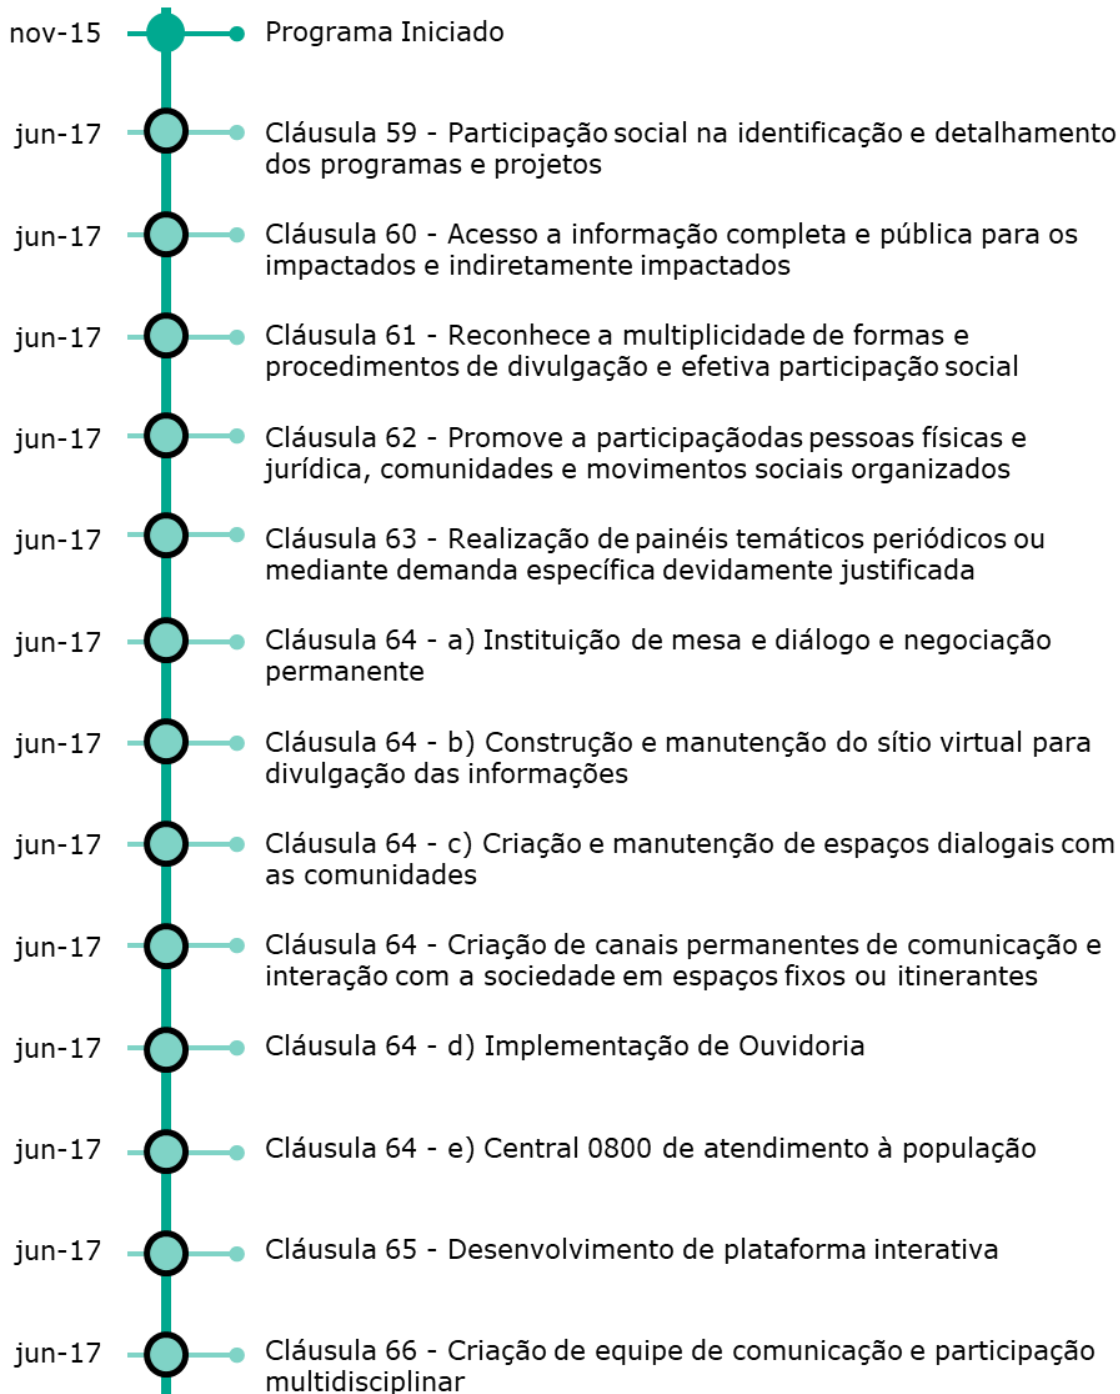 nov-15 Programa Iniciado
jun-17 Cláusula 59 - Participação social na identificação e detalhamento
dos programas e projetos
jun-17 Cláusula 60 - Acesso a informação completa e pública para os
impactados e indiretamente impactados
jun-17 Cláusula 61 - Reconhece a multiplicidade de formas e
procedimentos de divulgação e efetiva participação social
jun-17 Cláusula 62 - Promove a participaçãodas pessoas físicas e
jurídica, comunidades e movimentos sociais organizados
jun-17 Cláusula 63 - Realização de painéis temáticos periódicos ou
mediante demanda específica devidamente justificada
jun-17 Cláusula 64 - a) Instituição de mesa e diálogo e negociação
permanente
jun-17 Cláusula 64 - b) Construção e manutenção do sítio virtual para
divulgação das informações
jun-17 Cláusula 64 - c) Criação e manutenção de espaços dialogais com
as comunidades
jun-17 Cláusula 64 - Criação de canais permanentes de comunicação e
interação com a sociedade em espaços fixos ou itinerantes
jun-17 Cláusula 64 - d) Implementação de Ouvidoria
jun-17 Cláusula 64 - e) Central 0800 de atendimento à população
jun-17 Cláusula 65 - Desenvolvimento de plataforma interativa
jun-17 Cláusula 66 - Criação de equipe de comunicação e participação
multidisciplinar